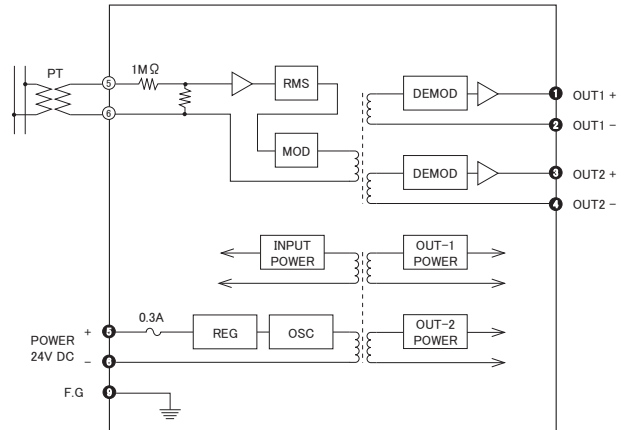 PT
5
1MΩ
RMS
6
MOD
DEMOD
1
OUT1 +
2
OUT1 −
DEMOD
3
OUT2 +
4
OUT2 −
INPUT
POWER
OUT-1
POWER
POWER
24V DC
+
5
0.3A
REG
OSC
OUT-2
POWER
−
F.G
9